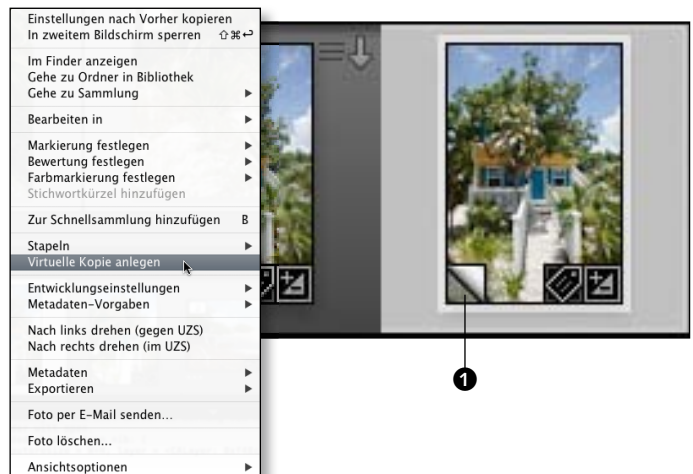 Einstellungen nach Vorher kopieren
In zweitem Bildschirm sperren ⇧⌘↩
Im Finder anzeigen
Gehe zu Ordner in Bibliothek
Gehe zu Sammlung ▶
Bearbeiten in ▶
Markierung festlegen ▶
Bewertung festlegen ▶
Farbmarkierung festlegen ▶
Stichwortkürzel hinzufügen
Zur Schnellsammlung hinzufügen B
Stapeln ▶
Virtuelle Kopie anlegen
Entwicklungseinstellungen ▶
Metadaten-Vorgaben ▶
Nach links drehen (gegen UZS)
Nach rechts drehen (im UZS)
Metadaten ▶
Exportieren ▶
Foto per E-Mail senden...
Foto löschen...
Ansichtsoptionen ▶
1